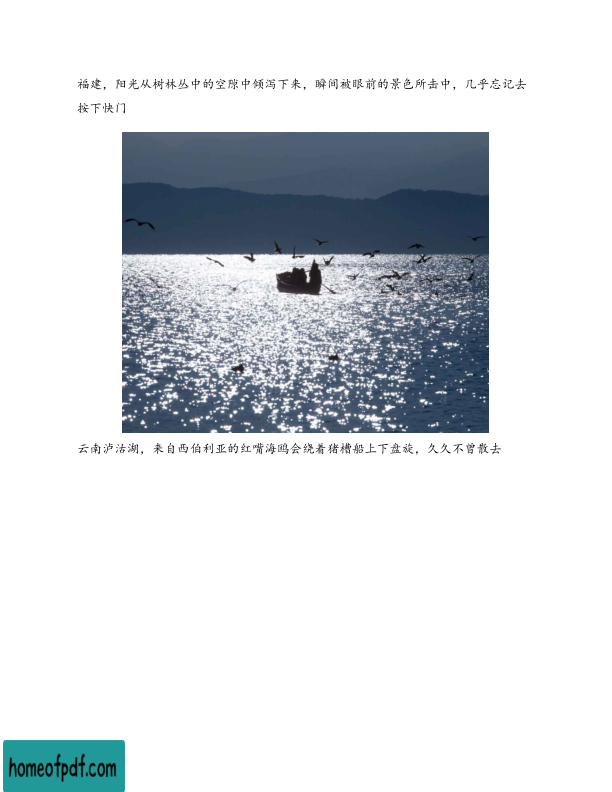 福建，阳光从树林丛中的空隙中倾泻下来，瞬间被眼前的景色所击中，几乎忘记去
按下快门
云南泸沽湖，来自西伯利亚的红嘴海鸥会绕着猪槽船上下盘旋，久久不曾散去
homeofpdf.com